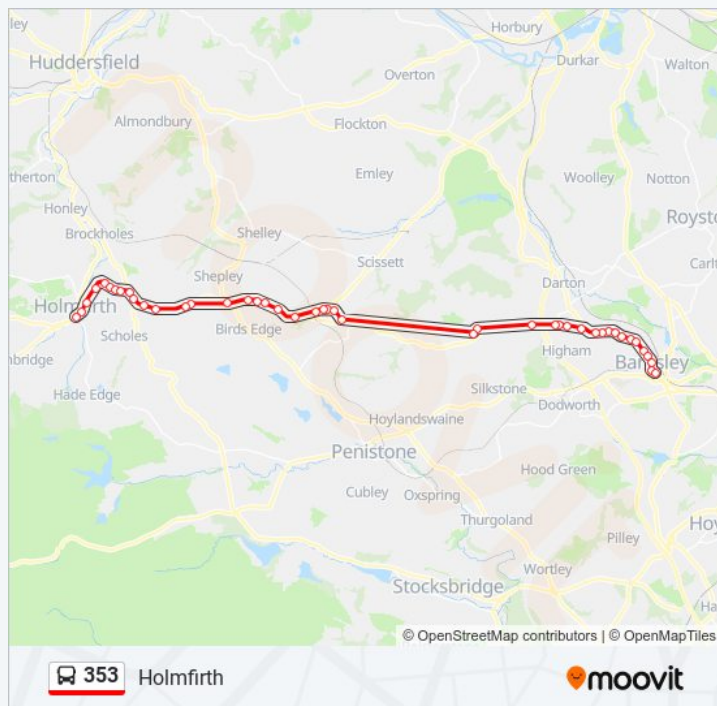 Horbury
Huddersfield
Durkar
Walton
Overton
Almondbury
Flockton
Emley
Woolley
Notton
Honley
Royst
Brockholes
Shelley
Scissett
Shepley
Darton
Holmfirth
Scholes
Birds Edge
Higham
Barnsley
Silkstone
Dodworth
Hade Edge
Hoylandswaine
Penistone
Hood Green
Cubley
Oxspring
Thurgoland
Pilley
Hoy
Wortley
Stocksbridge
© OpenStreetMap contributors | © OpenMapTiles
353 Holmfirth
moovit